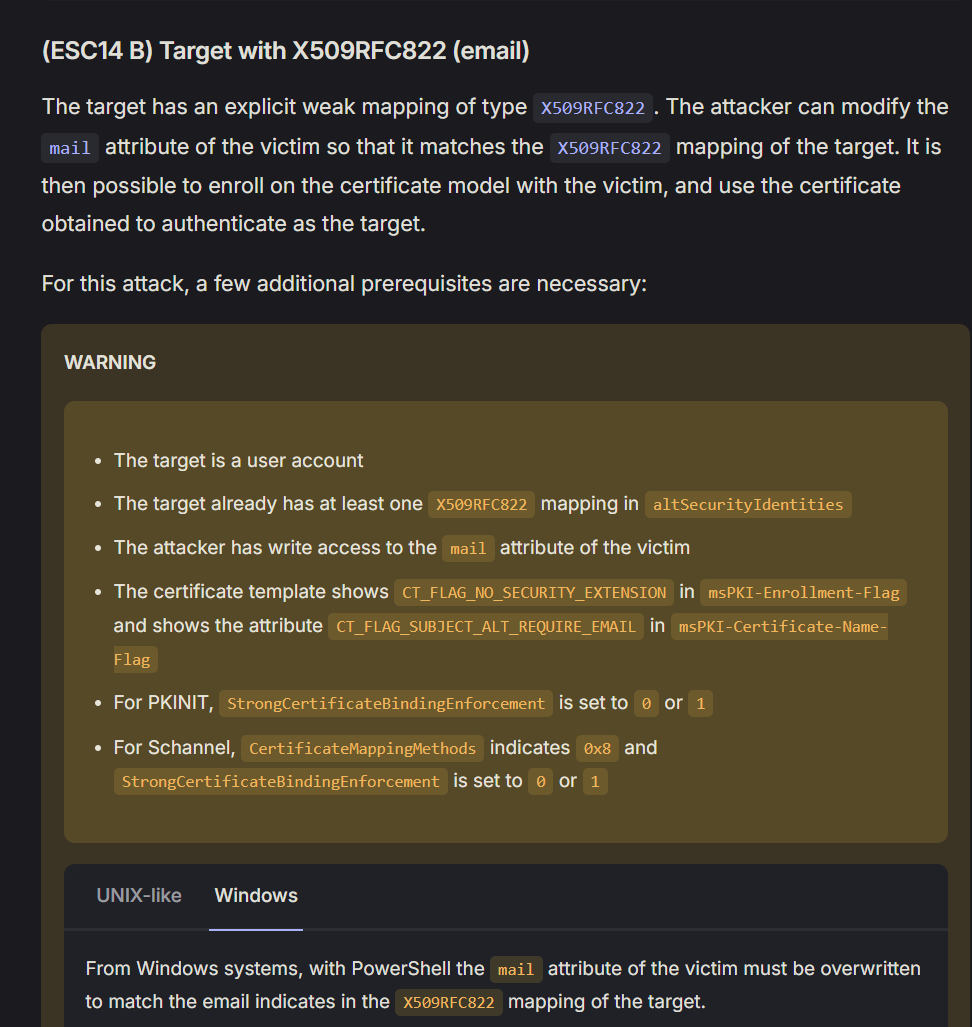 (ESC14 B) Target with X509RFC822 (email)
The target has an explicit weak mapping of type X509RFC822. The attacker can modify the
mail attribute of the victim so that it matches the X509RFC822 mapping of the target. It is
then possible to enroll on the certificate model with the victim, and use the certificate
obtained to authenticate as the target.
For this attack, a few additional prerequisites are necessary:
WARNING
• The target is a user account
• The target already has at least one X509RFC822 mapping in altSecurityIdentities
• The attacker has write access to the mail attribute of the victim
• The certificate template shows CT_FLAG_NO_SECURITY_EXTENSION in msPKI-Enrollment-Flag
and shows the attribute CT_FLAG_SUBJECT_ALT_REQUIRE_EMAIL in msPKI-Certificate-Name-
Flag
• For PKINIT, StrongCertificateBindingEnforcement is set to 0 or 1
• For Schannel, CertificateMappingMethods indicates 0x8 and
StrongCertificateBindingEnforcement is set to 0 or 1
UNIX-like Windows
From Windows systems, with PowerShell the mail attribute of the victim must be overwritten
to match the email indicates in the X509RFC822 mapping of the target.